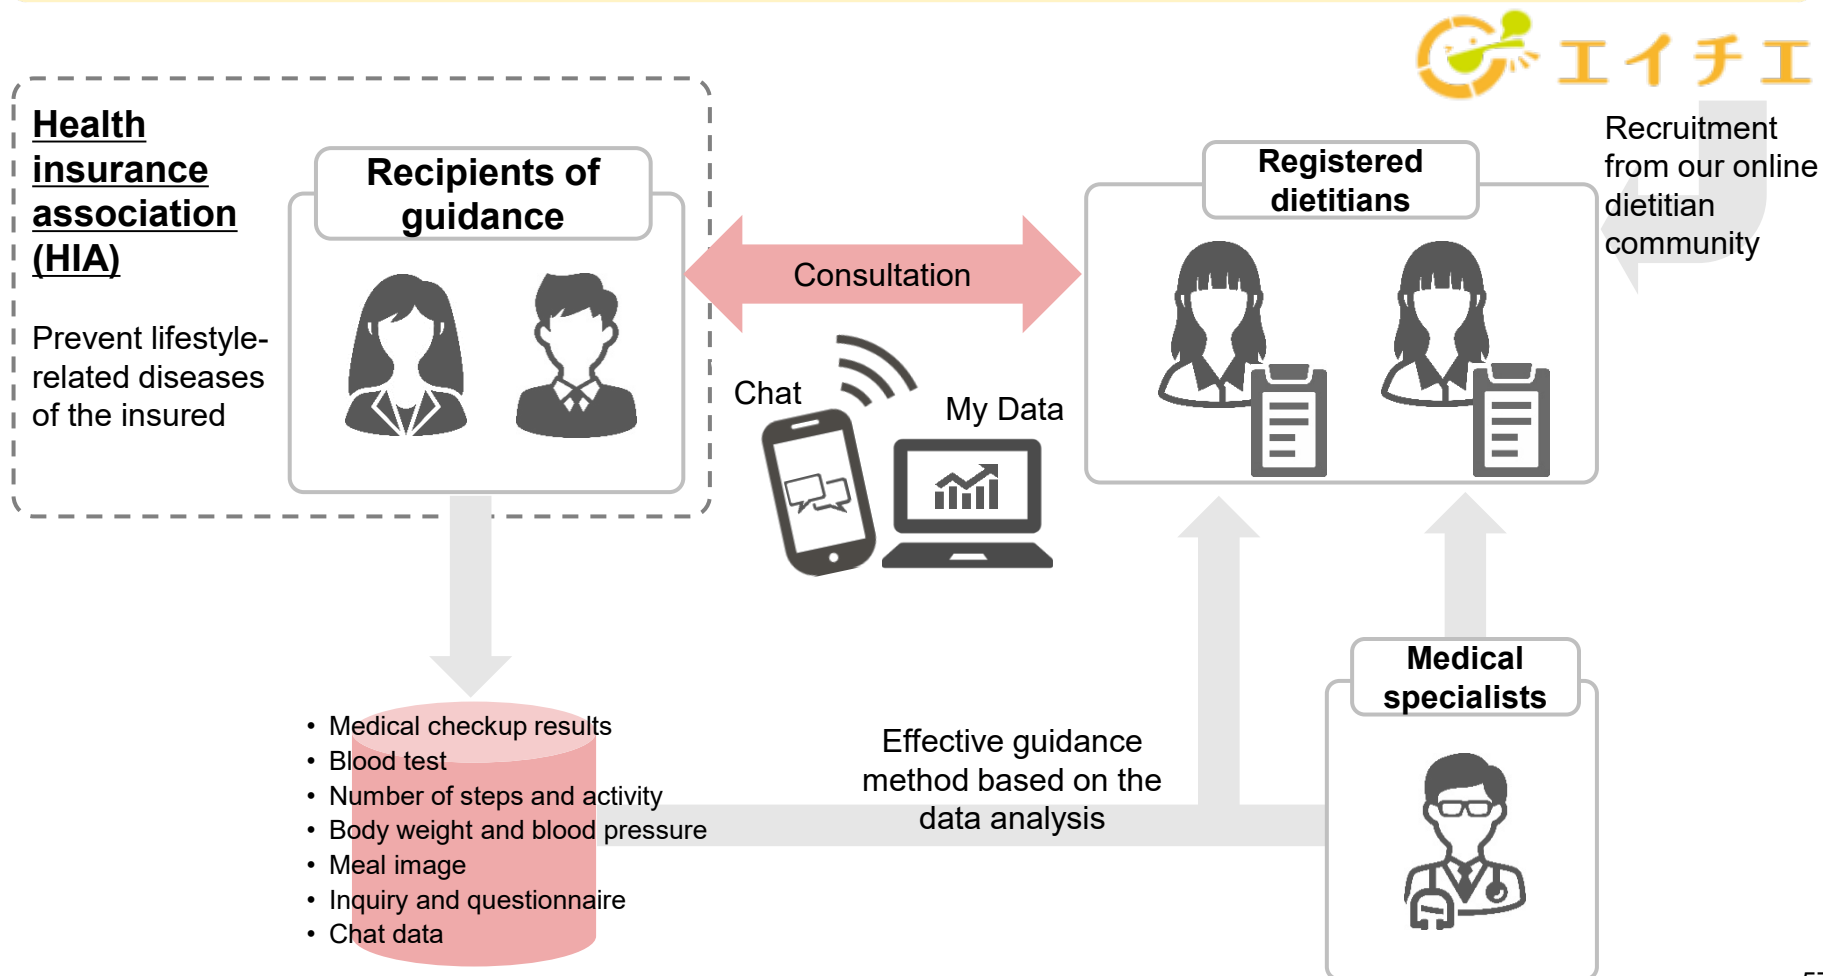 エイチエ
Health
insurance
association
(HIA)
Prevent lifestyle-
related diseases
of the insured
Recipients of
guidance
Consultation
Chat
My Data
Registered
dietitians
Recruitment
from our online
dietitian
community
• Medical checkup results
• Blood test
• Number of steps and activity
• Body weight and blood pressure
• Meal image
• Inquiry and questionnaire
• Chat data
Effective guidance
method based on the
data analysis
Medical
specialists